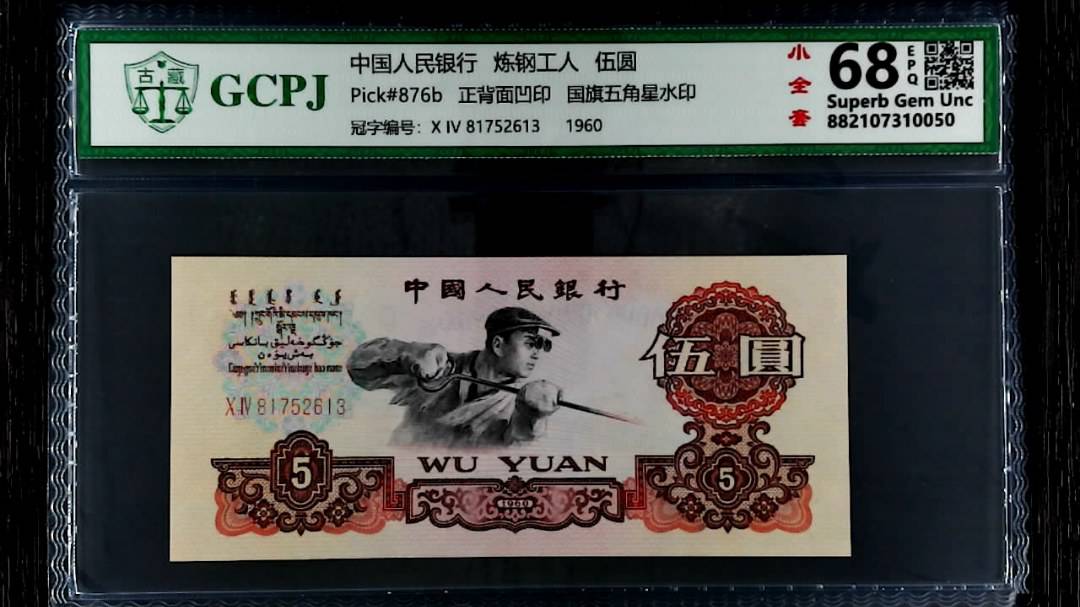 古藏
GCPJ
中国人民银行 炼钢工人 伍圆
Pick#876b 正背面凹印 国旗五角星水印
冠字编号：X IV 81752613 1960
小全套
68
EPQ
Superb Gem Unc
882107310050
中國人民銀行
X IV 81752613
伍圓
5
WU YUAN
5
1960